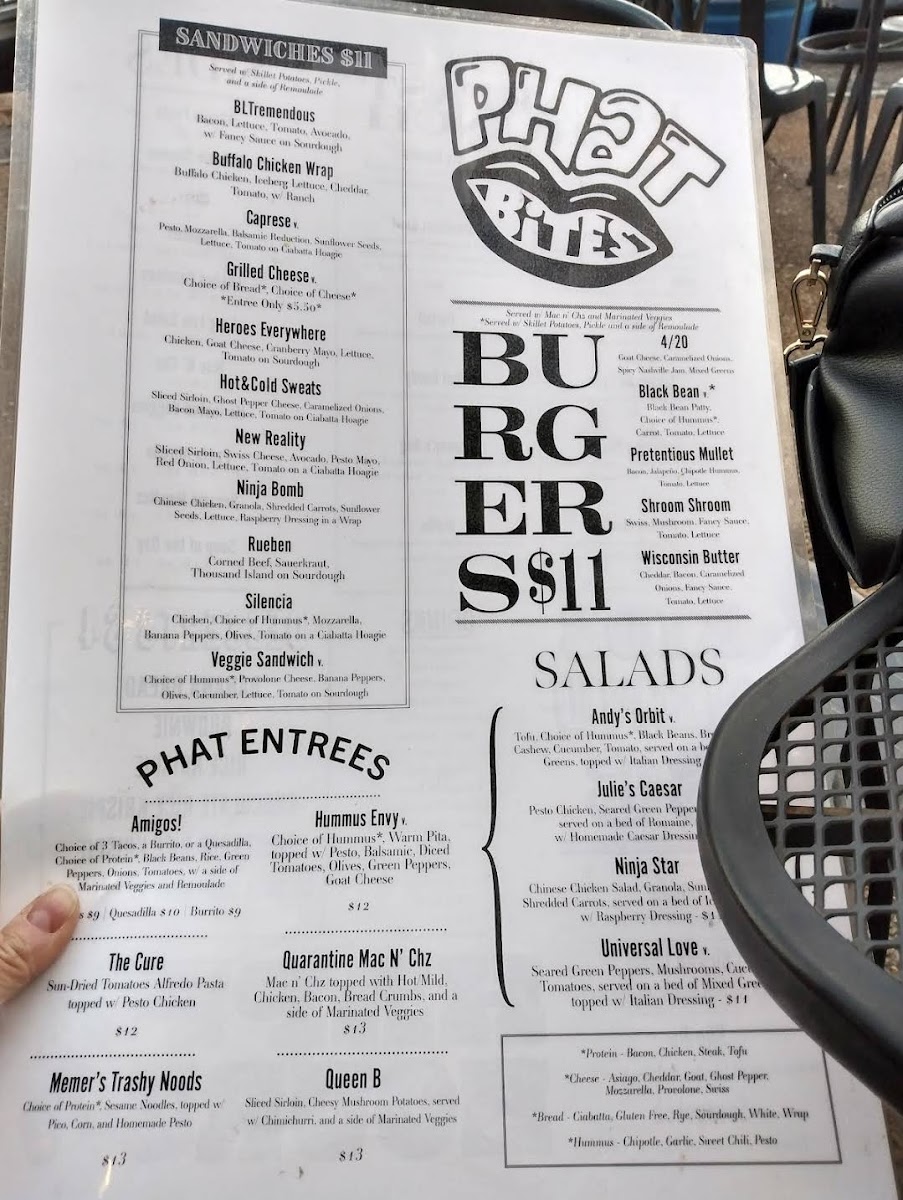 SANDWICHES $11
Served w/ Skillet Potatoes, Pickle,
and a side of Remoulade
BLTremendous
Bacon, Lettuce, Tomato, Avocado,
w/ Fancy Sauce on Sourdough
Buffalo Chicken Wrap
Buffalo Chicken, Iceberg Lettuce, Cheddar,
Tomato, w/ Ranch
Caprese v.
Pesto, Mozzarella, Balsamic Reduction, Sunflower Seeds,
Lettuce, Tomato on Ciabatta Hoagie
Grilled Cheese v.
Choice of Bread*, Choice of Cheese*
*Entree Only $5.50*
Heroes Everywhere
Chicken, Goat Cheese, Cranberry Mayo, Lettuce,
Tomato on Sourdough
Hot&Cold Sweats
Sliced Sirloin, Ghost Pepper Cheese, Caramelized Onions,
Bacon Mayo, Lettuce, Tomato on Ciabatta Hoagie
New Reality
Sliced Sirloin, Swiss Cheese, Avocado, Pesto Mayo,
Red Onion, Lettuce, Tomato on a Ciabatta Hoagie
Ninja Bomb
Chinese Chicken, Granola, Shredded Carrots, Sunflower
Seeds, Lettuce, Raspberry Dressing in a Wrap
Rueben
Corned Beef, Sauerkraut,
Thousand Island on Sourdough
Silencia
Chicken, Choice of Hummus*, Mozzarella,
Banana Peppers, Olives, Tomato on a Ciabatta Hoagie
Veggie Sandwich v.
Choice of Hummus*, Provolone Cheese, Banana Peppers,
Olives, Cucumber, Lettuce, Tomato on Sourdough
PHAT
BITES
Served w/ Mac n' Chz and Marinated Veggies
*Served w/ Skillet Potatoes, Pickle and a side of Remoulade
BU
RG
ER
S $11
4/20
Goat Cheese, Caramelized Onions,
Spicy Nashville Jam, Mixed Greens
Black Bean v.*
Black Bean Patty,
Choice of Hummus*,
Carrot, Tomato, Lettuce
Pretentious Mullet
Bacon, Jalapeño, Chipotle Hummus,
Tomato, Lettuce
Shroom Shroom
Swiss, Mushroom, Fancy Sauce,
Tomato, Lettuce
Wisconsin Butter
Cheddar, Bacon, Caramelized
Onions, Fancy Sauce,
Tomato, Lettuce
SALADS
Andy's Orbit v.
Tofu, Choice of Hummus*, Black Beans,
Cashew, Cucumber, Tomato, served on a
Greens, topped w/ Italian Dressing
Julie's Caesar
Pesto Chicken, Seared Green
served on a bed of Romaine,
w/ Homemade Caesar
Ninja Star
Chinese Chicken Salad, Granola,
Shredded Carrots, served on a bed of
w/ Raspberry Dressing -
Universal Love v.
Seared Green Peppers, Mushrooms,
Tomatoes, served on a bed of Mixed
topped w/ Italian Dressing - $11
PHAT ENTREES
Amigos!
Choice of 3 Tacos, a Burrito, or a Quesadilla,
Choice of Protein*, Black Beans, Rice, Green
Peppers, Onions, Tomatoes, w/ a side of
Marinated Veggies and Remoulade
$9 | Quesadilla $10 | Burrito $9
The Cure
Sun-Dried Tomatoes Alfredo Pasta
topped w/ Pesto Chicken
$12
Memer's Trashy Noods
Choice of Protein*, Sesame Noodles, topped w/
Pico, Corn, and Homemade Pesto
$13
Hummus Envy v.
Choice of Hummus*, Warm Pita,
topped w/ Pesto, Balsamic, Diced
Tomatoes, Olives, Green Peppers,
Goat Cheese
$12
Quarantine Mac N' Chz
Mac n' Chz topped with Hot/Mild,
Chicken, Bacon, Bread Crumbs, and a
side of Marinated Veggies
$13
Queen B
Sliced Sirloin, Cheesy Mushroom Potatoes, served
w/ Chimichurri, and a side of Marinated Veggies
$13
*Protein - Bacon, Chicken, Steak, Tofu
*Cheese - Asiago, Cheddar, Goat, Ghost Pepper,
Mozzarella, Provolone, Swiss
*Bread - Ciabatta, Gluten Free, Rye, Sourdough, White, Wrap
*Hummus - Chipotle, Garlic, Sweet Chili, Pesto